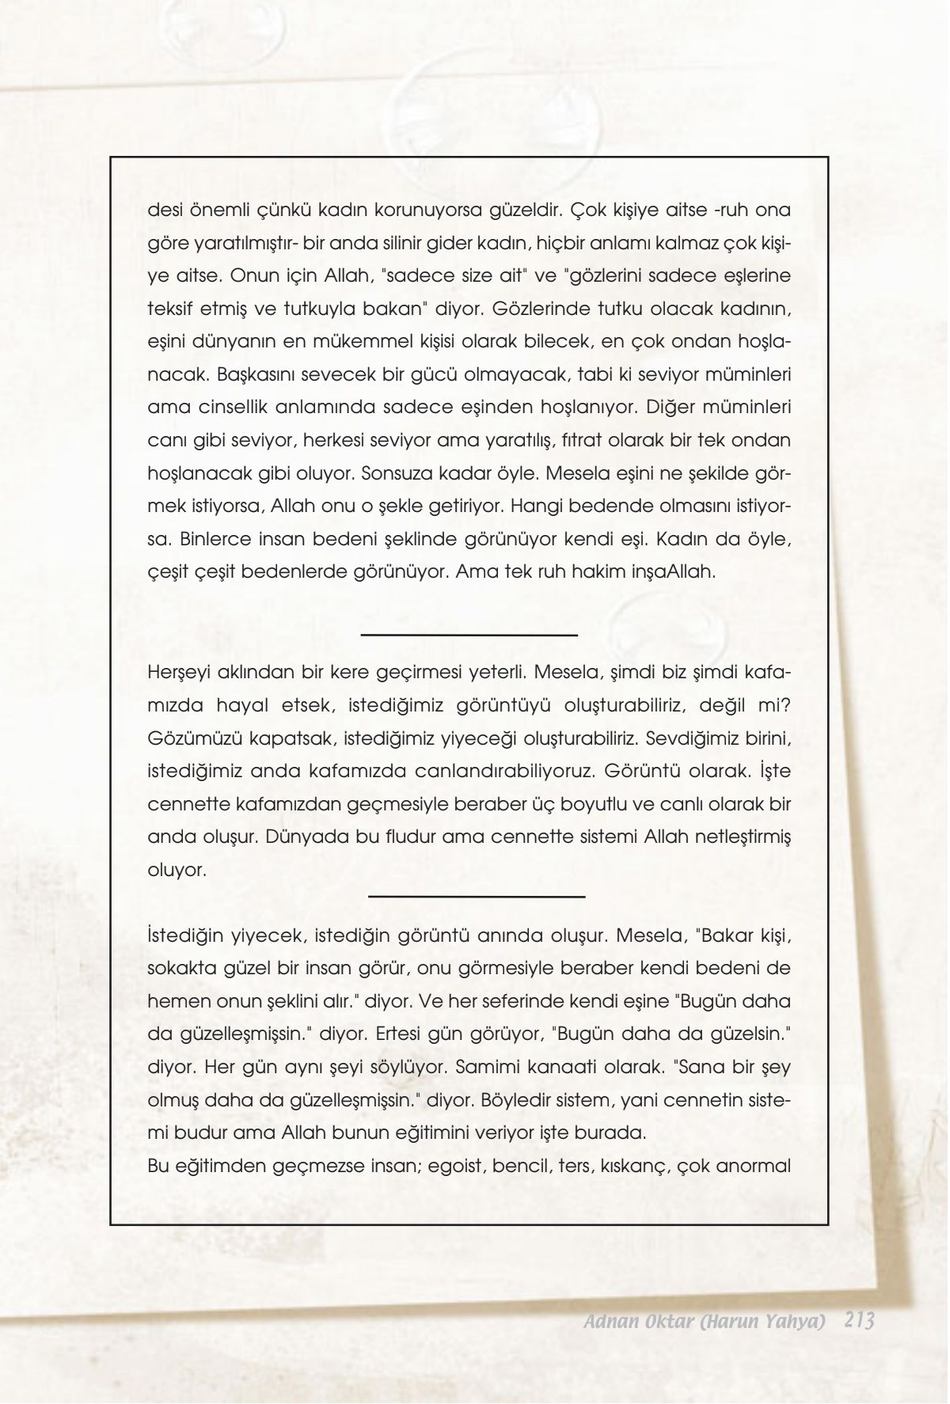 desi önemli çünkü kadın korunuyorsa güzeldir. Çok kişiye aitse -ruh ona
göre yaratılmıştır- bir anda silinir gider kadın, hiçbir anlamı kalmaz çok kişi-
ye aitse. Onun için Allah, "sadece size ait" ve "gözlerini sadece eşlerine
teksif etmiş ve tutkuyla bakan" diyor. Gözlerinde tutku olacak kadının,
eşini dünyanın en mükemmel kişisi olarak bilecek, en çok ondan hoşla-
nacak. Başkasını sevecek bir gücü olmayacak, tabi ki seviyor müminleri
ama cinsellik anlamında sadece eşinden hoşlanıyor. Diğer müminleri
canı gibi seviyor, herkesi seviyor ama yaratılış, fıtrat olarak bir tek ondan
hoşlanacak gibi oluyor. Sonsuza kadar öyle. Mesela eşini ne şekilde gör-
mek istiyorsa, Allah onu o şekle getiriyor. Hangi bedende olmasını istiyor-
sa. Binlerce insan bedeni şeklinde görünüyor kendi eşi. Kadın da öyle,
çeşit çeşit bedenlerde görünüyor. Ama tek ruh hakim inşaAllah.
Herşeyi aklından bir kere geçirmesi yeterli. Mesela, şimdi biz şimdi kafa-
mızda hayal etsek, istediğimiz görüntüyü oluşturabiliriz, değil mi?
Gözümüzü kapatsak, istediğimiz yiyeceği oluşturabiliriz. Sevdiğimiz birini,
istediğimiz anda kafamızda canlandırabiliyoruz. Görüntü olarak. İşte
cennette kafamızdan geçmesiyle beraber üç boyutlu ve canlı olarak bir
anda oluşur. Dünyada bu fludur ama cennette sistemi Allah netleştirmiş
oluyor.
İstediğin yiyecek, istediğin görüntü anında oluşur. Mesela, "Bakar kişi,
sokakta güzel bir insan görür, onu görmesiyle beraber kendi bedeni de
hemen onun şeklini alır." diyor. Ve her seferinde kendi eşine "Bugün daha
da güzelleşmişsin." diyor. Ertesi gün görüyor, "Bugün daha da güzelsin."
diyor. Her gün aynı şeyi söylüyor. Samimi kanaati olarak. "Sana bir şey
olmuş daha da güzelleşmişsin." diyor. Böyledir sistem, yani cennetin siste-
mi budur ama Allah bunun eğitimini veriyor işte burada.
Bu eğitimden geçmezse insan; egoist, bencil, ters, kıskanç, çok anormal
Adnan Oktar (Harun Yahya) 213